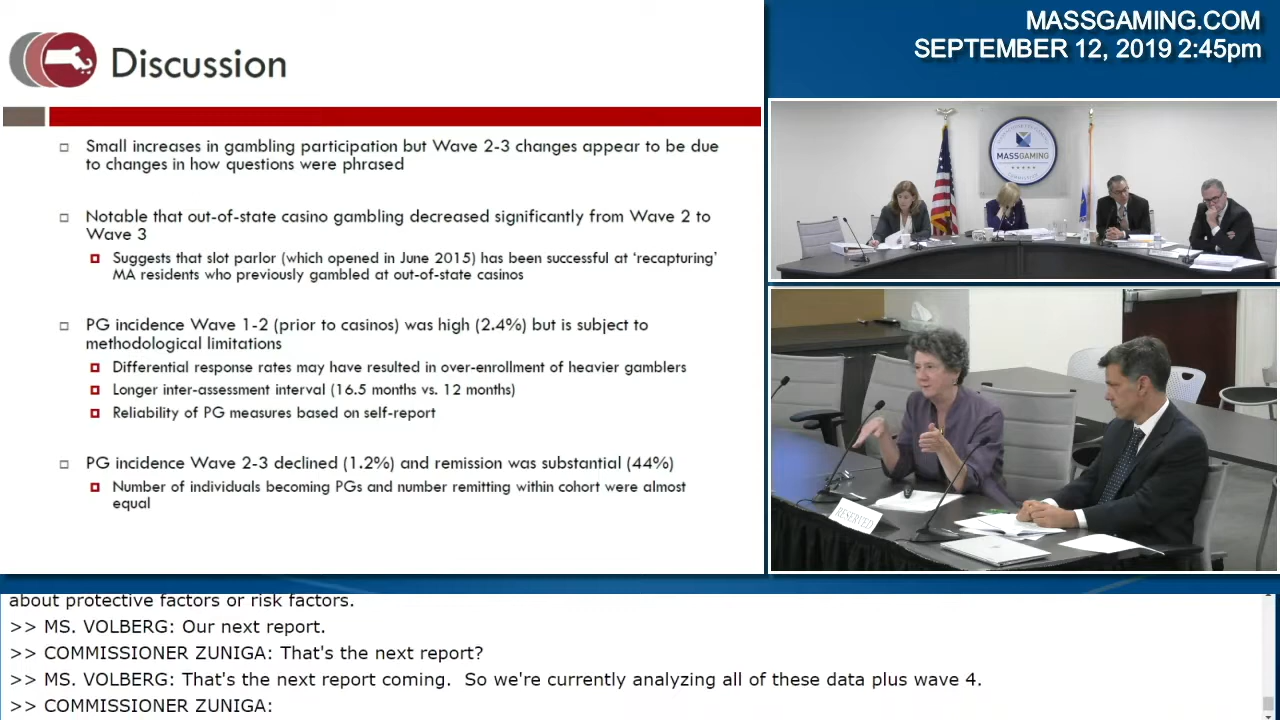 Discussion
Small increases in gambling participation but Wave 2-3 changes appear to be due
to changes in how questions were phrased
Notable that out-of-state casino gambling decreased significantly from Wave 2 to
Wave 3
Suggests that slot parlor (which opened in June 2015) has been successful at 'recapturing'
MA residents who previously gambled at out-of-state casinos
PG incidence Wave 1-2 (prior to casinos) was high (2.4%) but is subject to
methodological limitations
Differential response rates may have resulted in over-enrollment of heavier gamblers
Longer inter-assessment interval (16.5 months vs. 12 months)
Reliability of PG measures based on self-report
PG incidence Wave 2-3 declined (1.2%) and remission was substantial (44%)
Number of individuals becoming PGs and number remitting within cohort were almost
equal
MASSGAMING.COM
SEPTEMBER 12, 2019 2:45pm
MASSGAMING
RESERVED
about protective factors or risk factors.
>> MS. VOLBERG: Our next report.
>> COMMISSIONER ZUNIGA: That's the next report?
>> MS. VOLBERG: That's the next report coming.  So we're currently analyzing all of these data plus wave 4.
>> COMMISSIONER ZUNIGA: